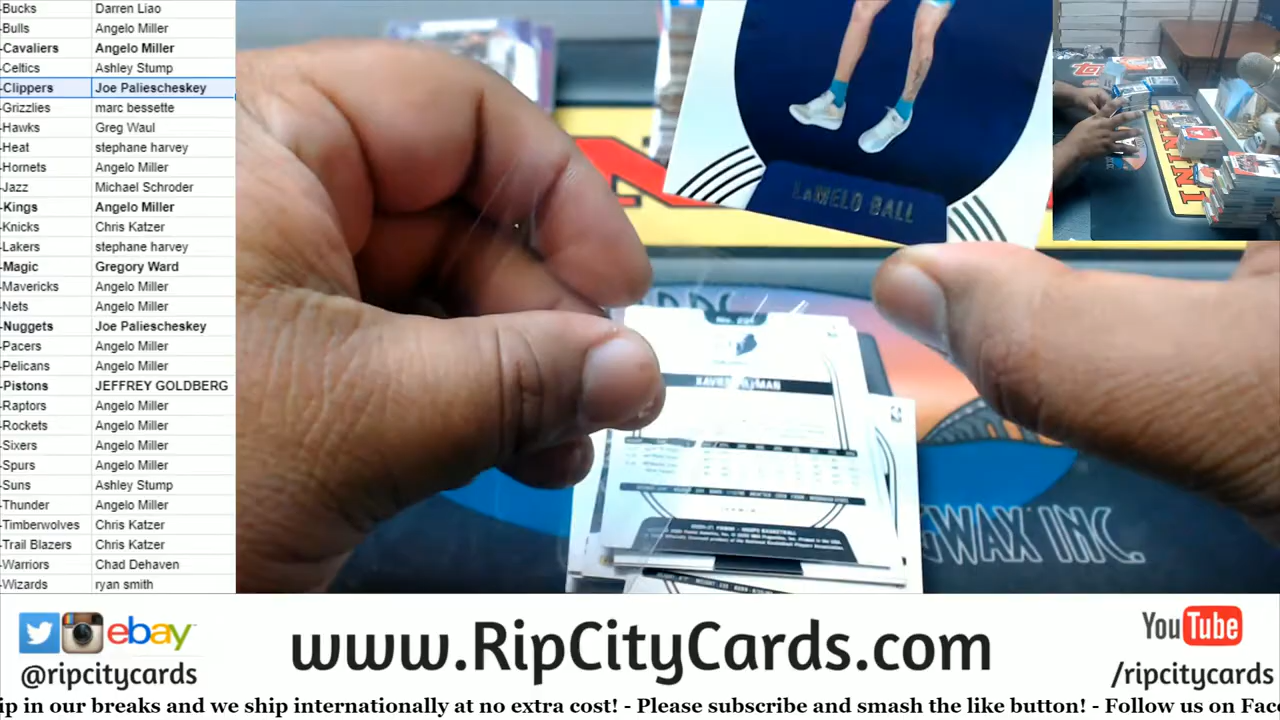 -Bucks Darren Liao
-Bulls Angelo Miller
-Cavaliers Angelo Miller
-Celtics Ashley Stump
-Clippers Joe Paliescheskey
-Grizzlies marc bessette
-Hawks Greg Waul
-Heat stephane harvey
-Hornets Angelo Miller
-Jazz Michael Schroder
-Kings Angelo Miller
-Knicks Chris Katzer
-Lakers stephane harvey
-Magic Gregory Ward
-Mavericks Angelo Miller
-Nets Angelo Miller
-Nuggets Joe Paliescheskey
-Pacers Angelo Miller
-Pelicans Angelo Miller
-Pistons JEFFREY GOLDBERG
-Raptors Angelo Miller
-Rockets Angelo Miller
-Sixers Angelo Miller
-Spurs Angelo Miller
-Suns Ashley Stump
-Thunder Angelo Miller
-Timberwolves Chris Katzer
-Trail Blazers Chris Katzer
-Warriors Chad Dehaven
-Wizards ryan smith
LaMELO BALL
PANINI
GWAX INC.
ebay
@ripcitycards
www.RipCityCards.com
YouTube
/ripcitycards
ip in our breaks and we ship internationally at no extra cost! - Please subscribe and smash the like button! - Follow us on Fac